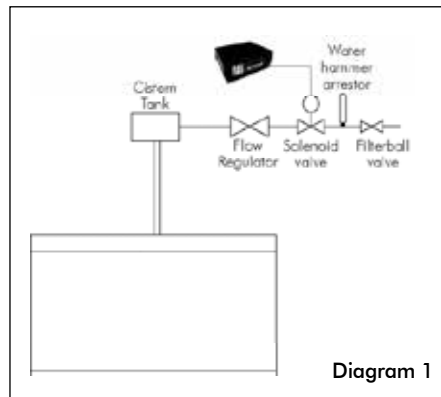 Water
hammer
arrestor
Cistern
Tank
Flow
Regulator
Solenoid
valve
Filterball
valve
Diagram 1